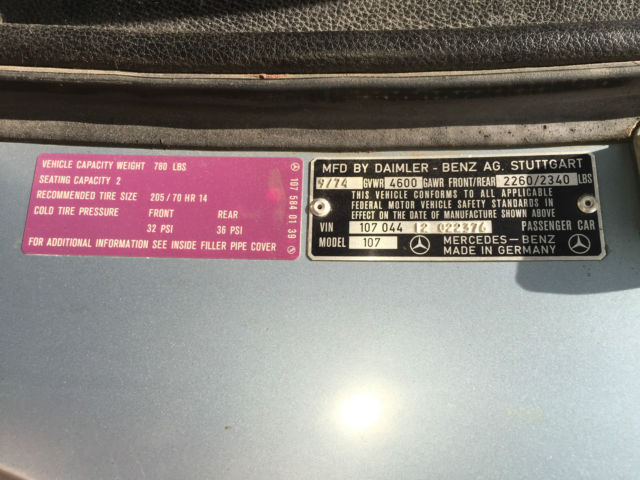 VEHICLE CAPACITY WEIGHT 780 LBS
SEATING CAPACITY 2
RECOMMENDED TIRE SIZE 205/70 HR 14
COLD TIRE PRESSURE FRONT REAR
32 PSI 36 PSI
FOR ADDITIONAL INFORMATION SEE INSIDE FILLER PIPE COVER
107 584 01 39
MFD BY DAIMLER-BENZ AG. STUTTGART
9/74 GVWR 4600 GAWR FRONT/REAR 2260/2340 LBS
THIS VEHICLE CONFORMS TO ALL APPLICABLE
FEDERAL MOTOR VEHICLE SAFETY STANDARDS IN
EFFECT ON THE DATE OF MANUFACTURE SHOWN ABOVE
VIN 107 044 12 022376 PASSENGER CAR
MODEL 107 MERCEDES-BENZ
MADE IN GERMANY